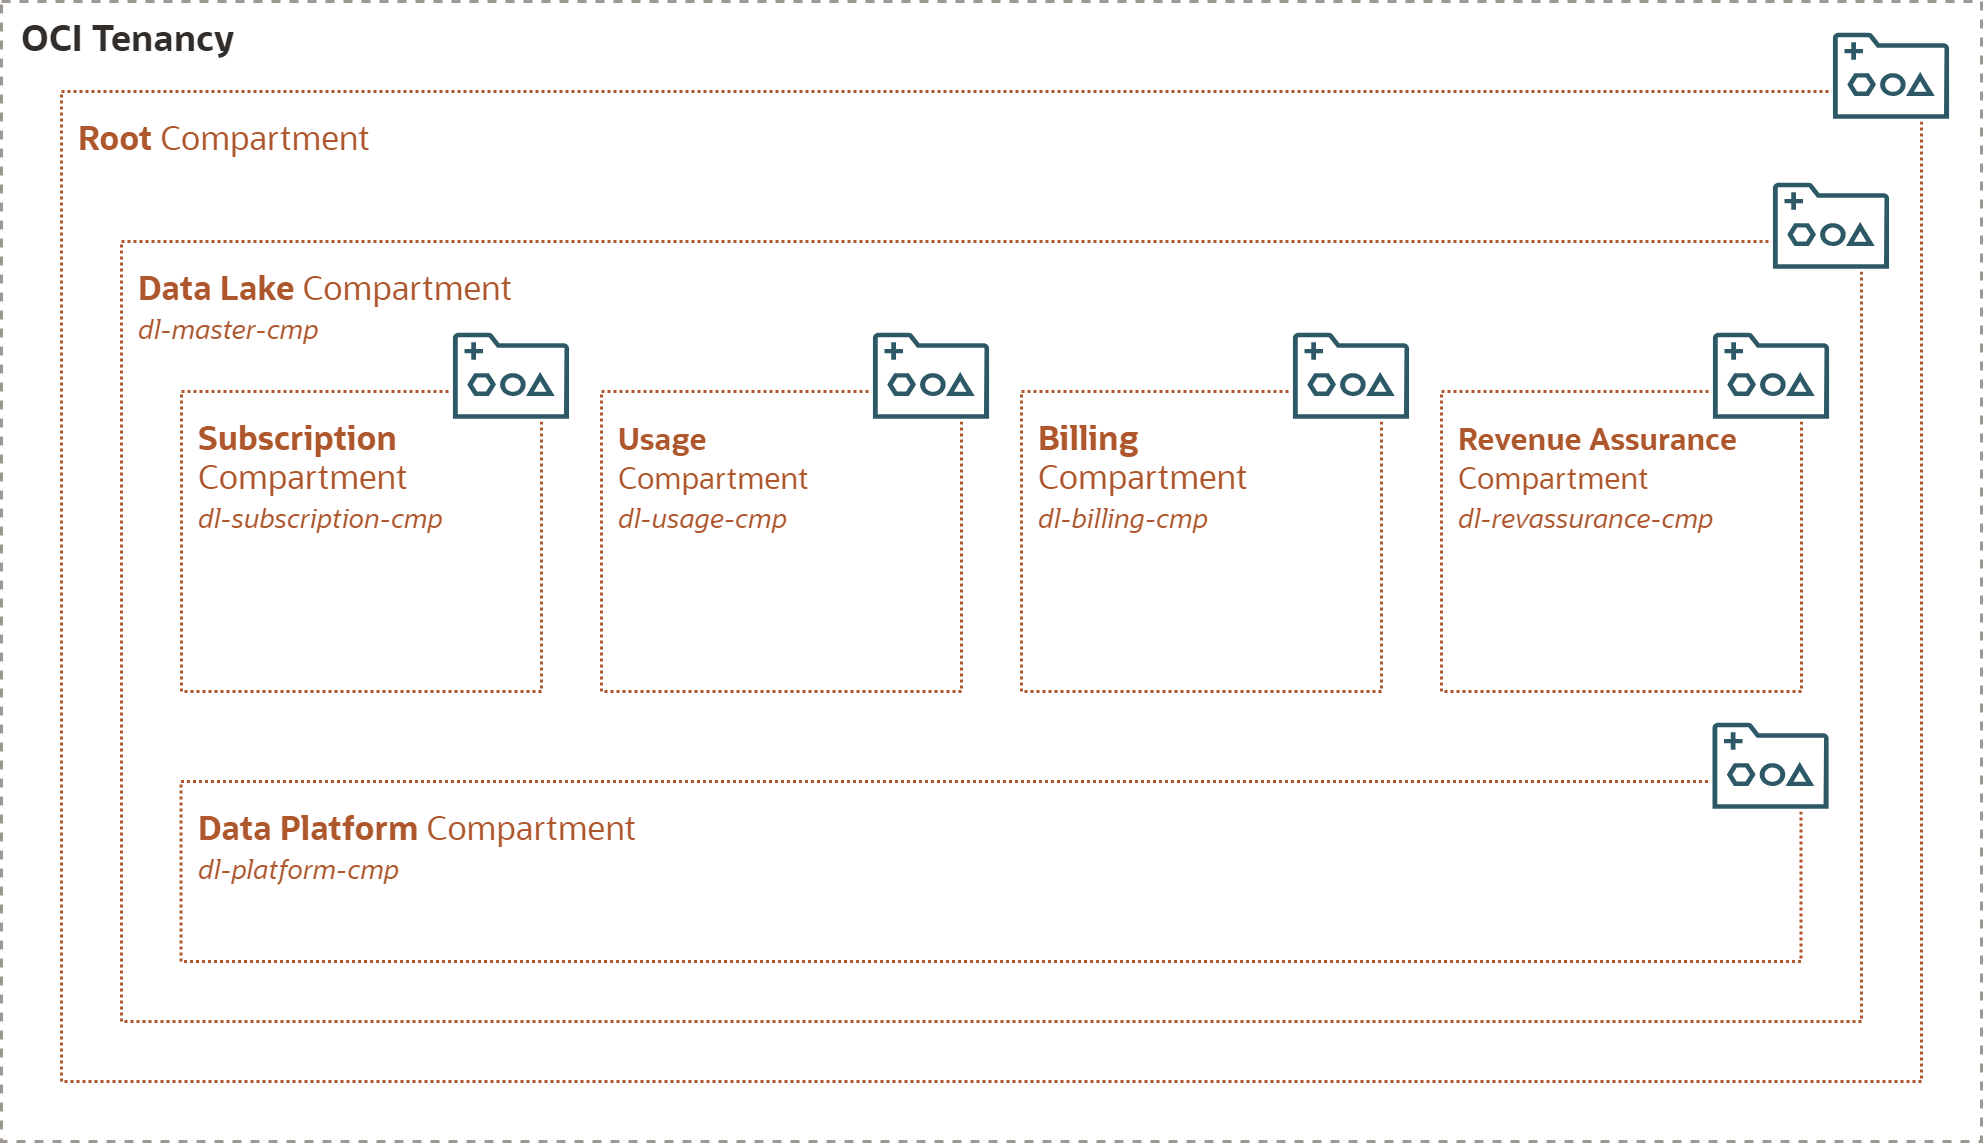 OCI Tenancy
Root Compartment
Data Lake Compartment
dl-master-cmp
Subscription
Compartment
dl-subscription-cmp
Usage
Compartment
dl-usage-cmp
Billing
Compartment
dl-billing-cmp
Revenue Assurance
Compartment
dl-revassurance-cmp
Data Platform Compartment
dl-platform-cmp